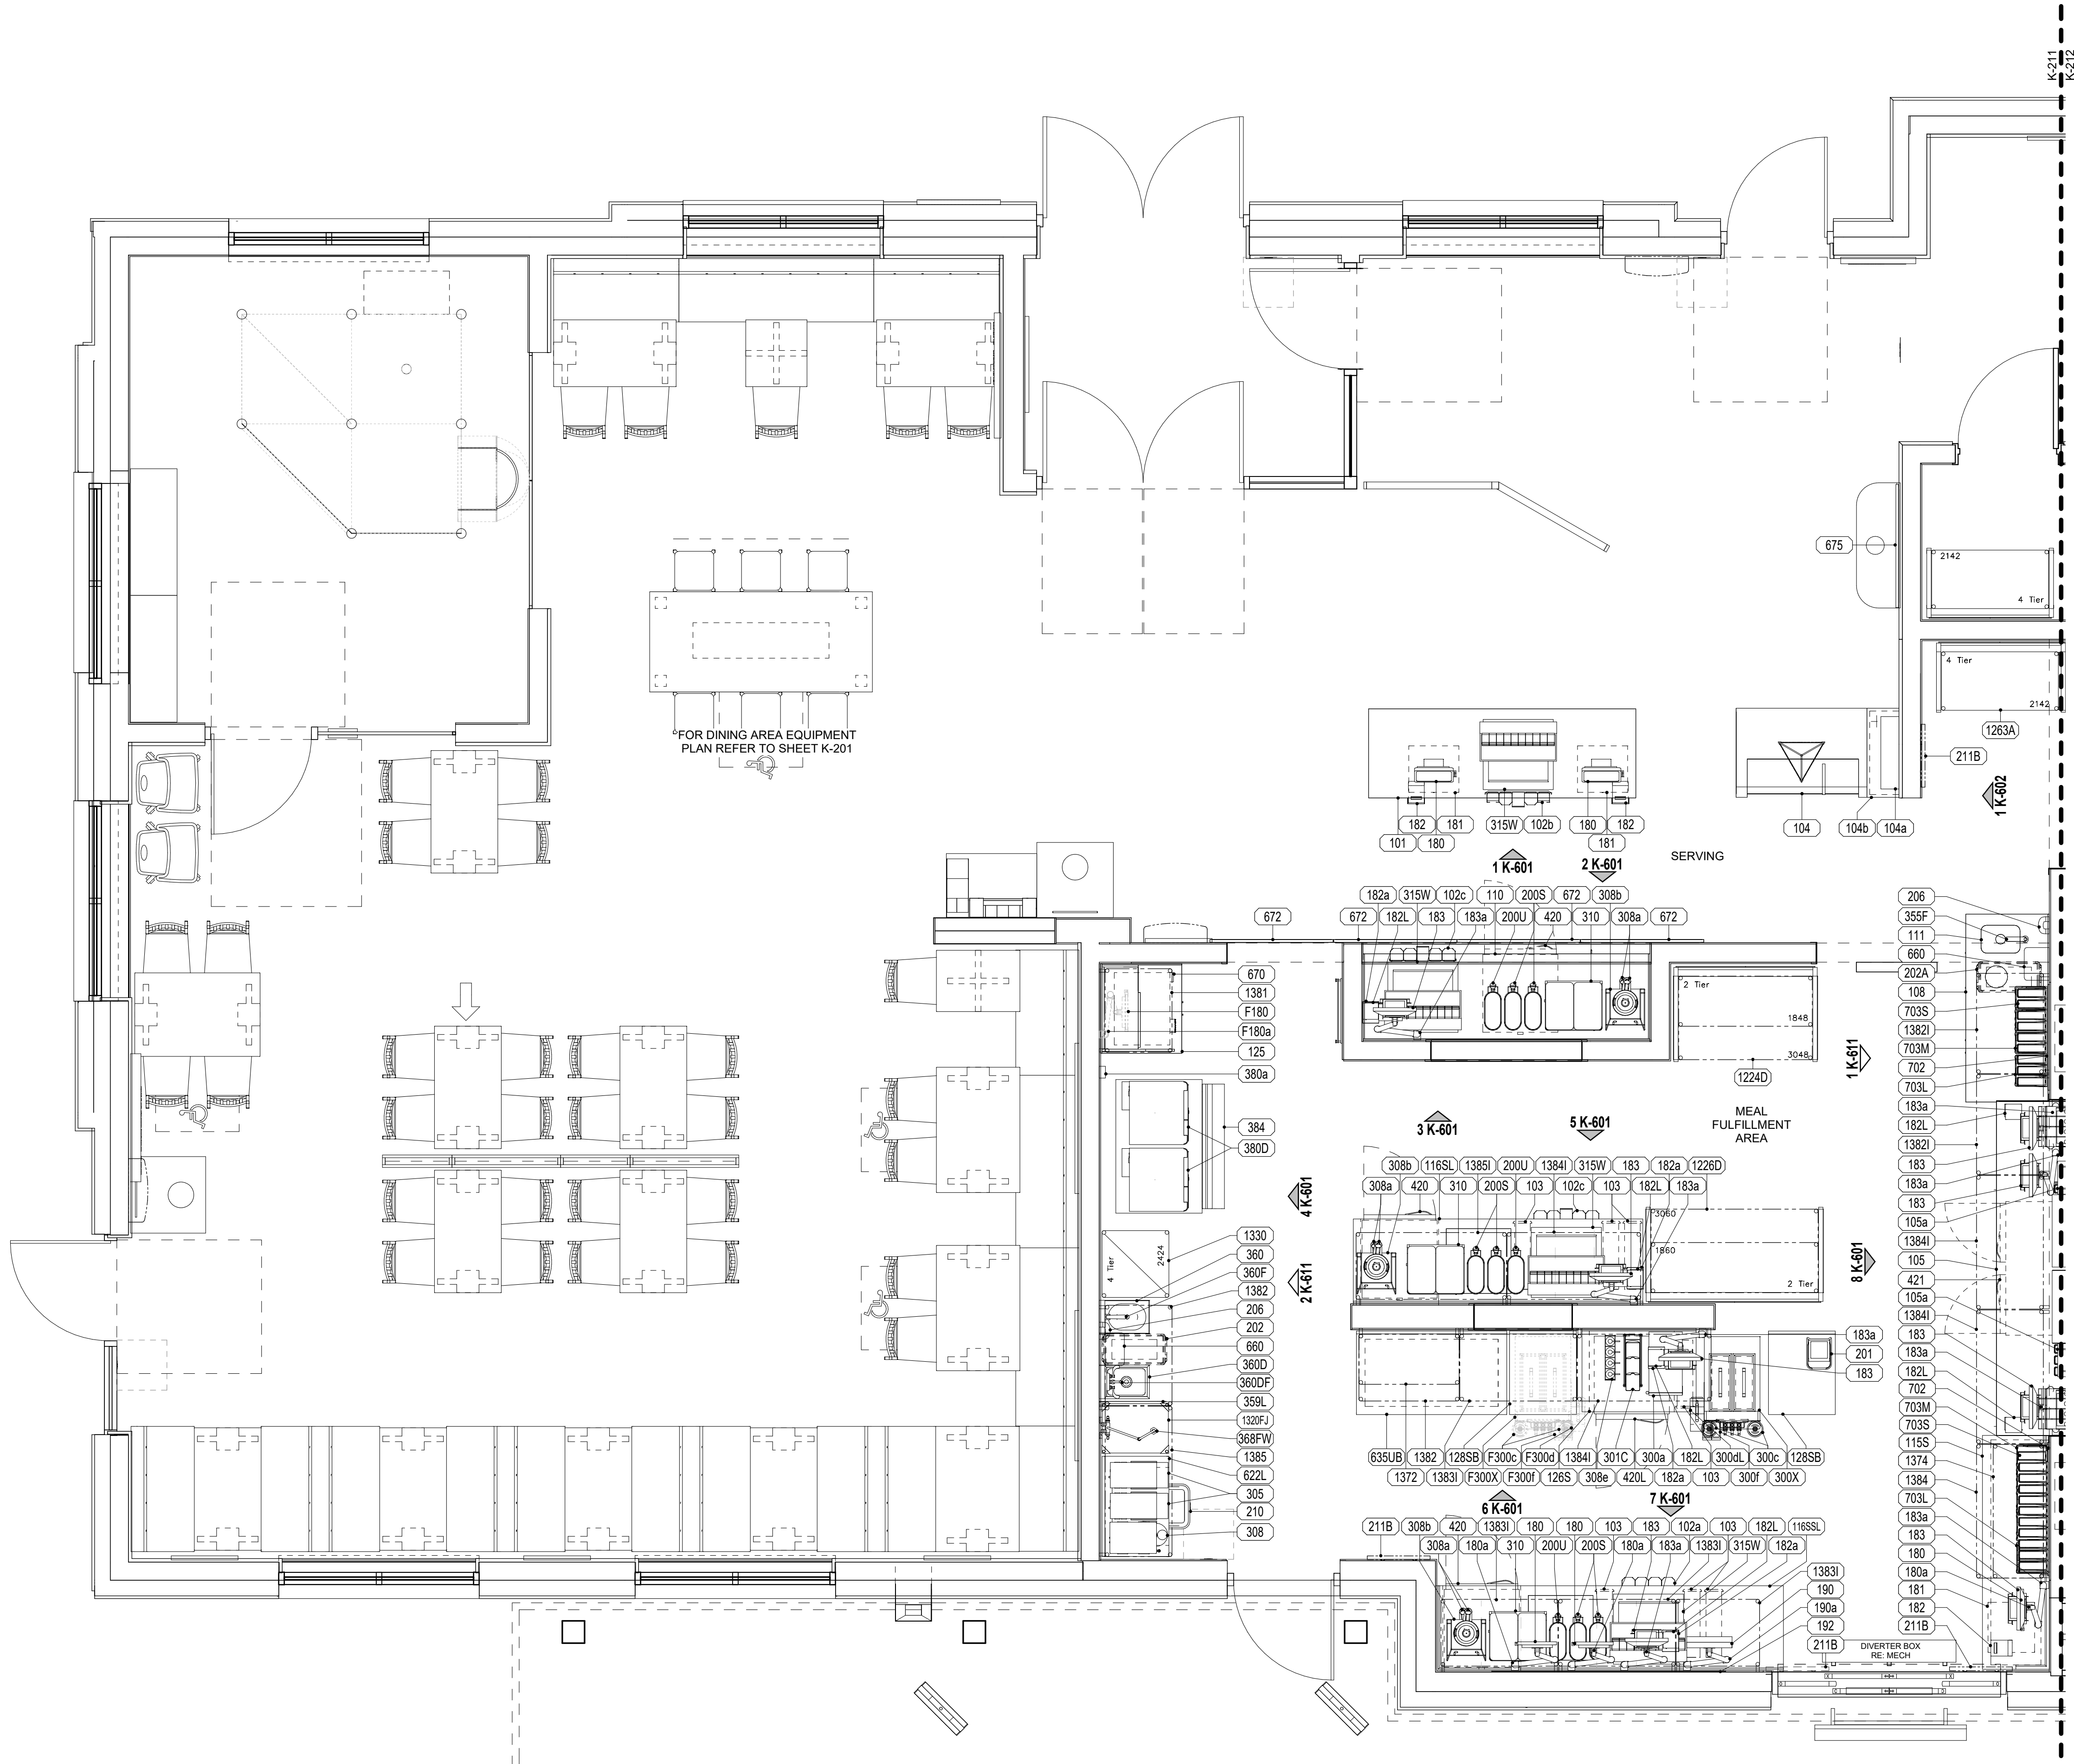 K-211
K-212
675
2142
4 Tier
4 Tier
2142
1263A
211B
FOR DINING AREA EQUIPMENT
PLAN REFER TO SHEET K-201
182 181 315W 102b 180 182
101 180 181
104 104b 104a
1 K-602
1 K-601
2 K-601
SERVING
182a 315W 102c 110 200S 672 308b
672 672 182L 183 183a 200U 420 310 308a 672
206
355F
111
660
202A
108
703S
1382I
703M
702
703L
183a
182L
1382I
183
183a
183
105a
1384I
105
421
105a
1384I
183
183a
182L
702
703M
703S
115S
1374
1384
703L
183a
183
180
180a
181
182
211B
670
1381
F180
F180a
125
380a
384
380D
2 Tier
1848
3048
1224D
1 K-611
MEAL
FULFILLMENT
AREA
3 K-601
5 K-601
4 K-601
2 K-611
8 K-601
4 Tier
2424
1330
360
360F
1382
206
202
660
360D
360DF
359L
1320FJ
368FW
1385
622L
305
210
308
308b 116SL 1385I 200U 1384I 315W 183 182a 1226D
308a 420 310 200S 103 102c 103 182L 183a
3060
1860
2 Tier
183a
201
183
635UB 1382 128SB F300c F300d 1384I 301C 300a 182L 300dL 300c 128SB
1372 1383I F300X F300f 126S 308e 420L 182a 103 300f 300X
6 K-601
7 K-601
211B 308b 420 1383I 180 180 103 183 102a 103 182L 116SSL
308a 180a 310 200U 200S 180a 183a 1383I 315W 182a
1383I
190
190a
192
211B
DIVERTER BOX
RE: MECH